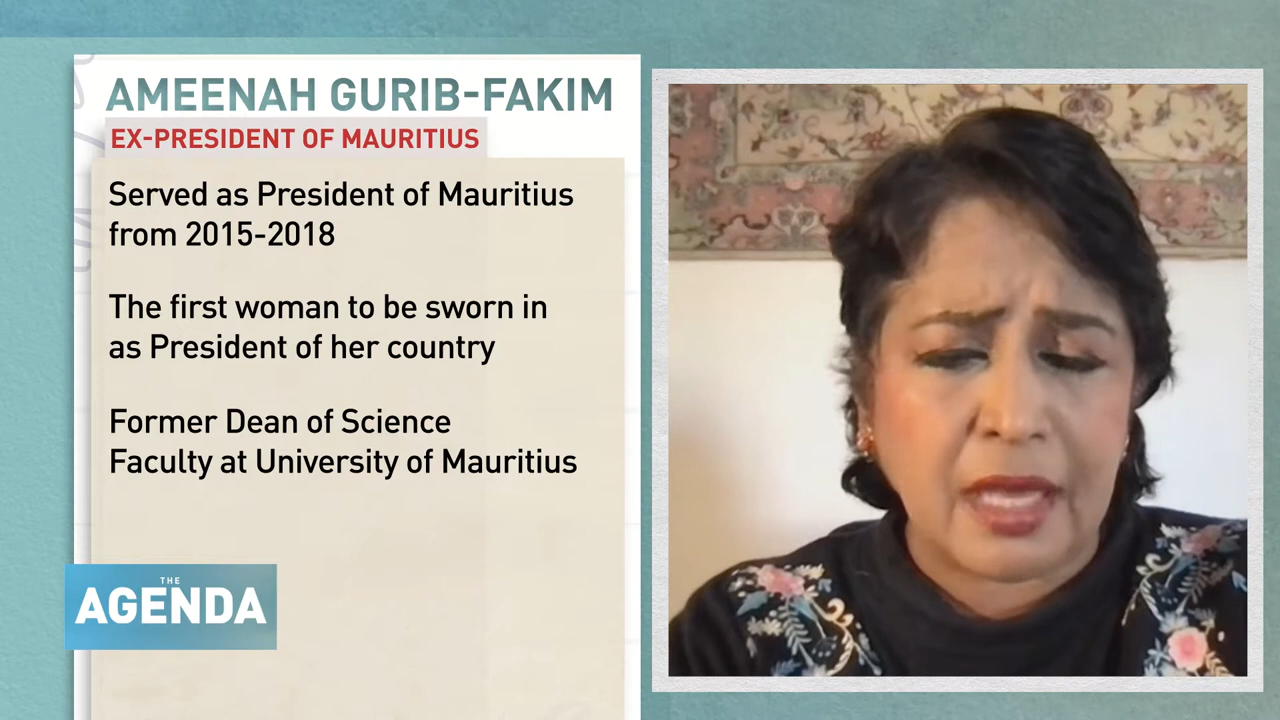 AMEENAH GURIB-FAKIM
EX-PRESIDENT OF MAURITIUS
Served as President of Mauritius
from 2015-2018
The first woman to be sworn in
as President of her country
Former Dean of Science
Faculty at University of Mauritius
THE
AGENDA